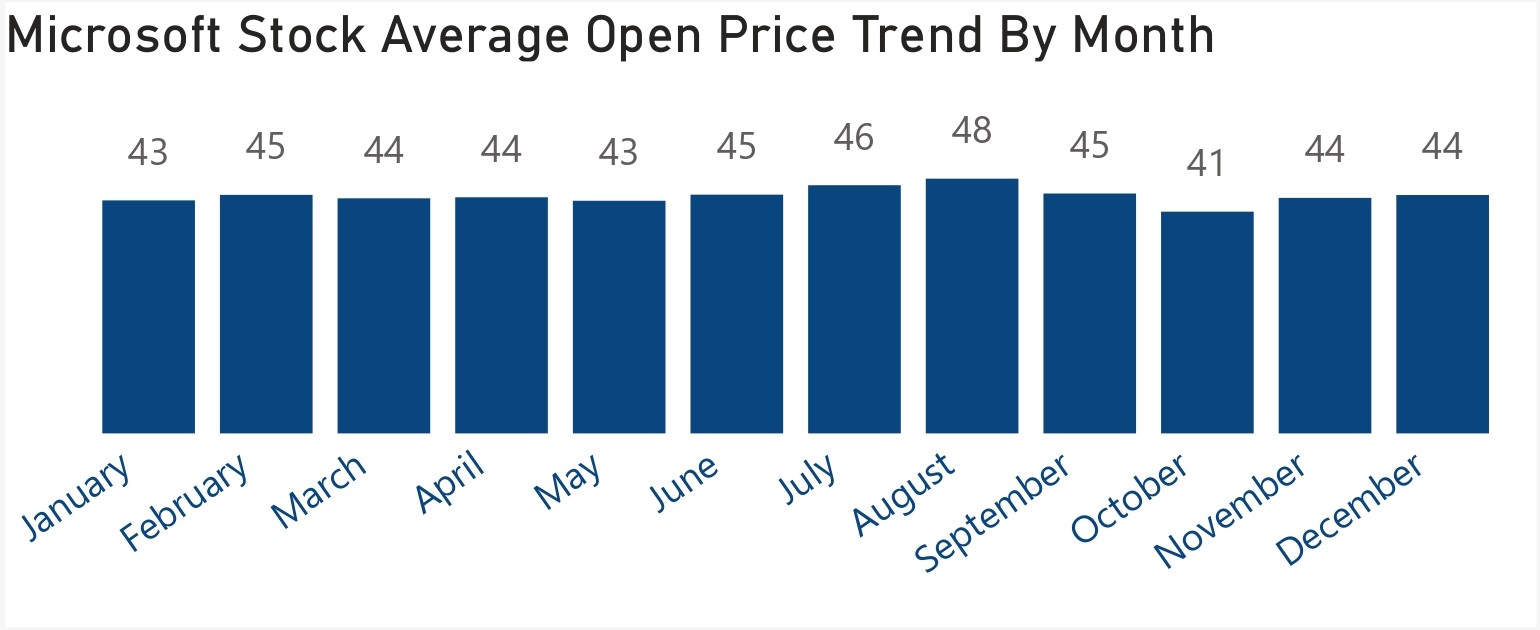 Microsoft Stock Average Open Price Trend By Month
43 45 44 44 43 45 46 48 45 41 44 44
January February March April May June July August September October November December